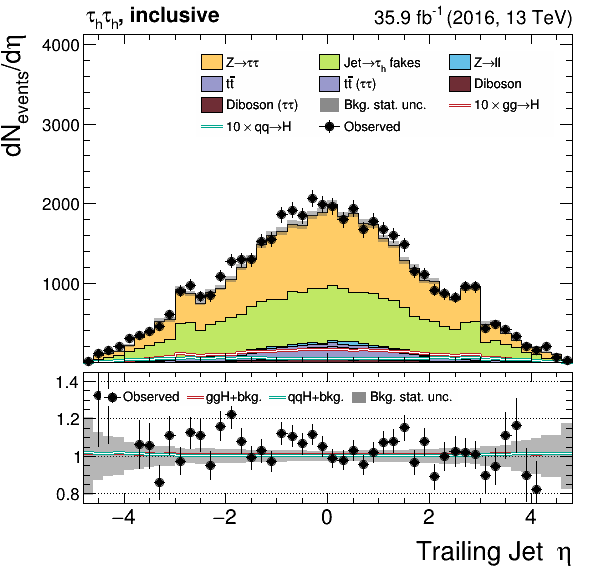 τhτh, inclusive 35.9 fb-1 (2016, 13 TeV)
dNevents/dη
4000
3000
2000
1000
Z→ττ Jet→τh fakes Z→ll
tt̄ tt̄ (ττ) Diboson
Diboson (ττ) Bkg. stat. unc. 10 × gg→H
10 × qq→H Observed
1.4
1.2
1
0.8
Observed ggH+bkg. qqH+bkg. Bkg. stat. unc.
−4 −2 0 2 4
Trailing Jet η